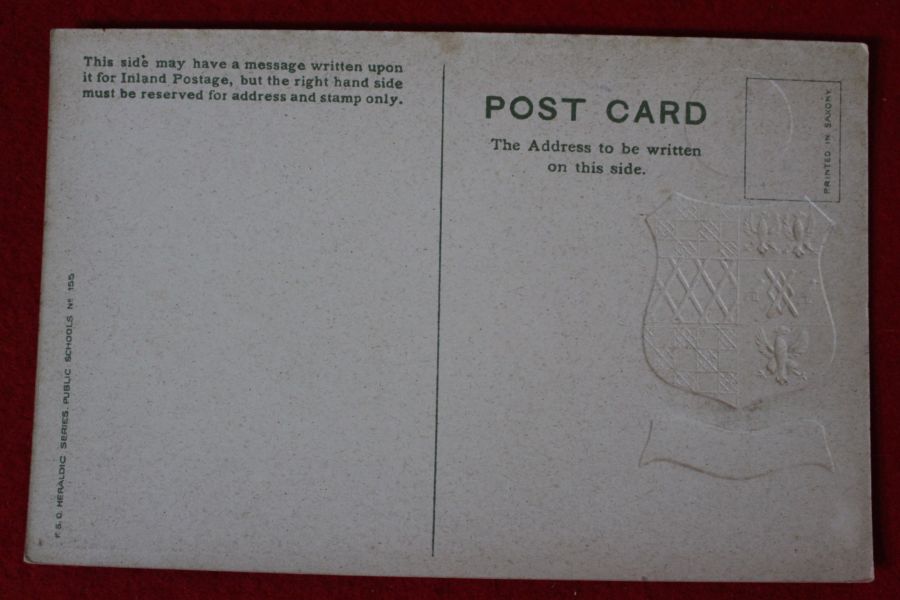 This side may have a message written upon
it for Inland Postage, but the right hand side
must be reserved for address and stamp only.
POST CARD
The Address to be written
on this side.
PRINTED IN SAXONY
F. S. O. HERALDIC SERIES. PUBLIC SCHOOLS Nº 155